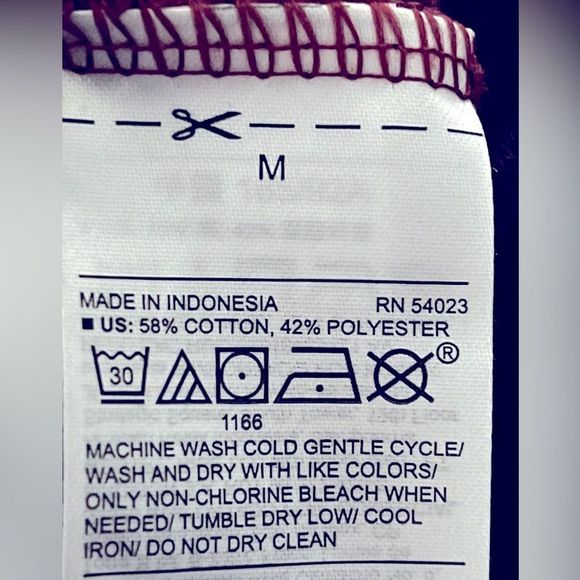 M
MADE IN INDONESIA RN 54023
■ US: 58% COTTON, 42% POLYESTER
30 ®
1166
MACHINE WASH COLD GENTLE CYCLE/
WASH AND DRY WITH LIKE COLORS/
ONLY NON-CHLORINE BLEACH WHEN
NEEDED/ TUMBLE DRY LOW/ COOL
IRON/ DO NOT DRY CLEAN